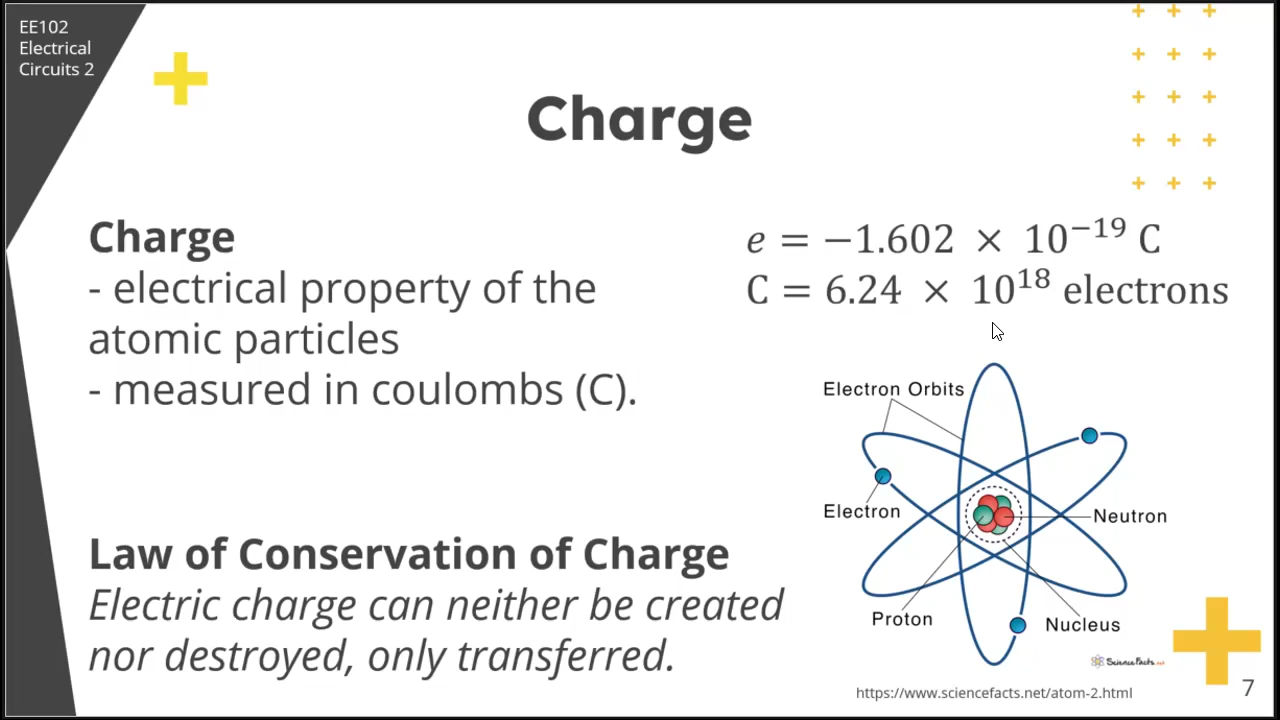 EE102
Electrical
Circuits 2
Charge
Charge
- electrical property of the
atomic particles
- measured in coulombs (C).
Law of Conservation of Charge
Electric charge can neither be created
nor destroyed, only transferred.
e = −1.602 × 10⁻¹⁹ C
C = 6.24 × 10¹⁸ electrons
Electron Orbits
Electron
Neutron
Proton
Nucleus
ScienceFacts.net
https://www.sciencefacts.net/atom-2.html
7